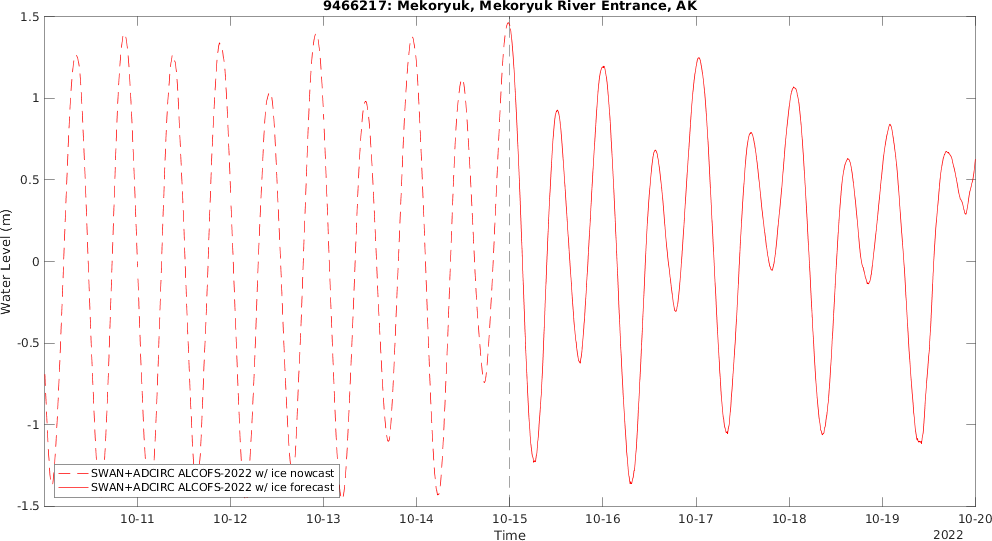 9466217: Mekoryuk, Mekoryuk River Entrance, AK
1.5
1
0.5
0
-0.5
-1
-1.5
Water Level (m)
SWAN+ADCIRC ALCOFS-2022 w/ ice nowcast
SWAN+ADCIRC ALCOFS-2022 w/ ice forecast
10-11 10-12 10-13 10-14 10-15 10-16 10-17 10-18 10-19 10-20
Time
2022